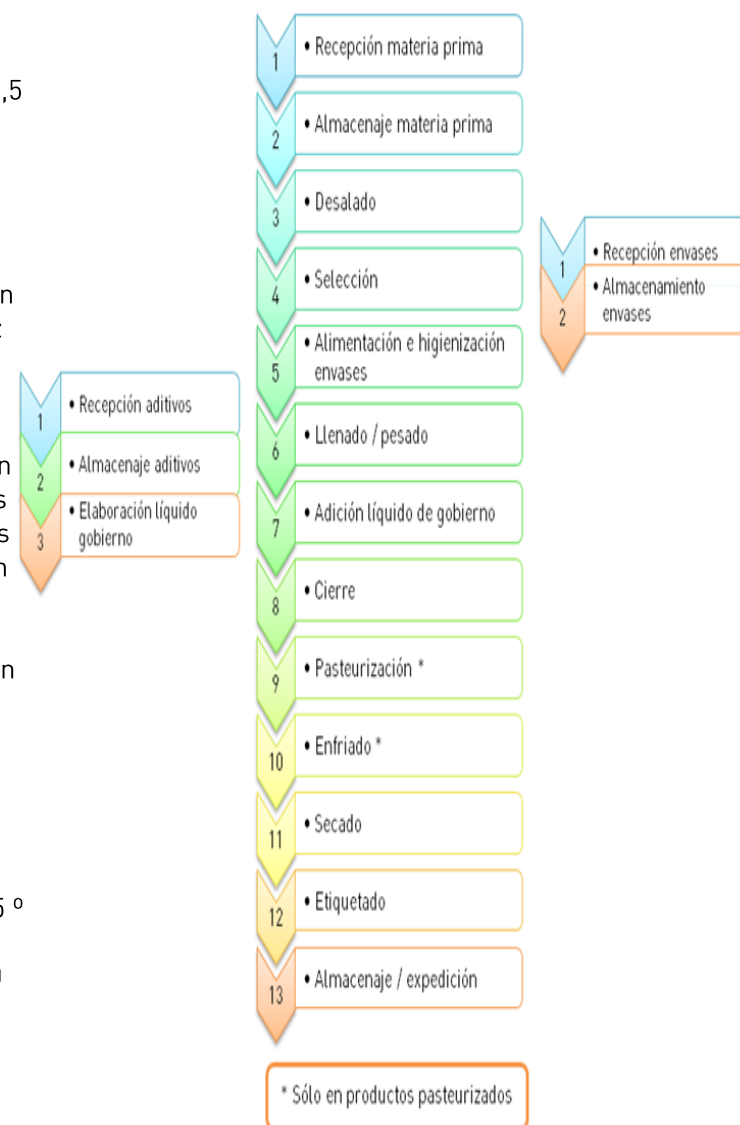 ,5
n
n
s
s
n
n
5 º
1
• Recepción aditivos
2
• Almacenaje aditivos
3
• Elaboración líquido
gobierno
1
• Recepción materia prima
2
• Almacenaje materia prima
3
• Desalado
4
• Selección
5
• Alimentación e higienización
envases
6
• Llenado / pesado
7
• Adición líquido de gobierno
8
• Cierre
9
• Pasteurización *
10
• Enfriado *
11
• Secado
12
• Etiquetado
13
• Almacenaje / expedición
* Sólo en productos pasteurizados
1
• Recepción envases
2
• Almacenamiento
envases